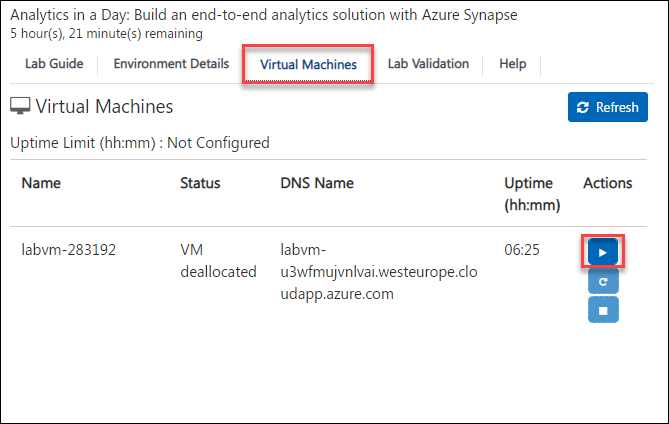 Analytics in a Day: Build an end-to-end analytics solution with Azure Synapse
5 hour(s), 21 minute(s) remaining
Lab Guide Environment Details Virtual Machines Lab Validation Help
Virtual Machines
Refresh
Uptime Limit (hh:mm) : Not Configured
Name Status DNS Name Uptime Actions
(hh:mm)
labvm-283192 VM labvm- 06:25
deallocated u3wfmujvnlvai.westeurope.clo
udapp.azure.com